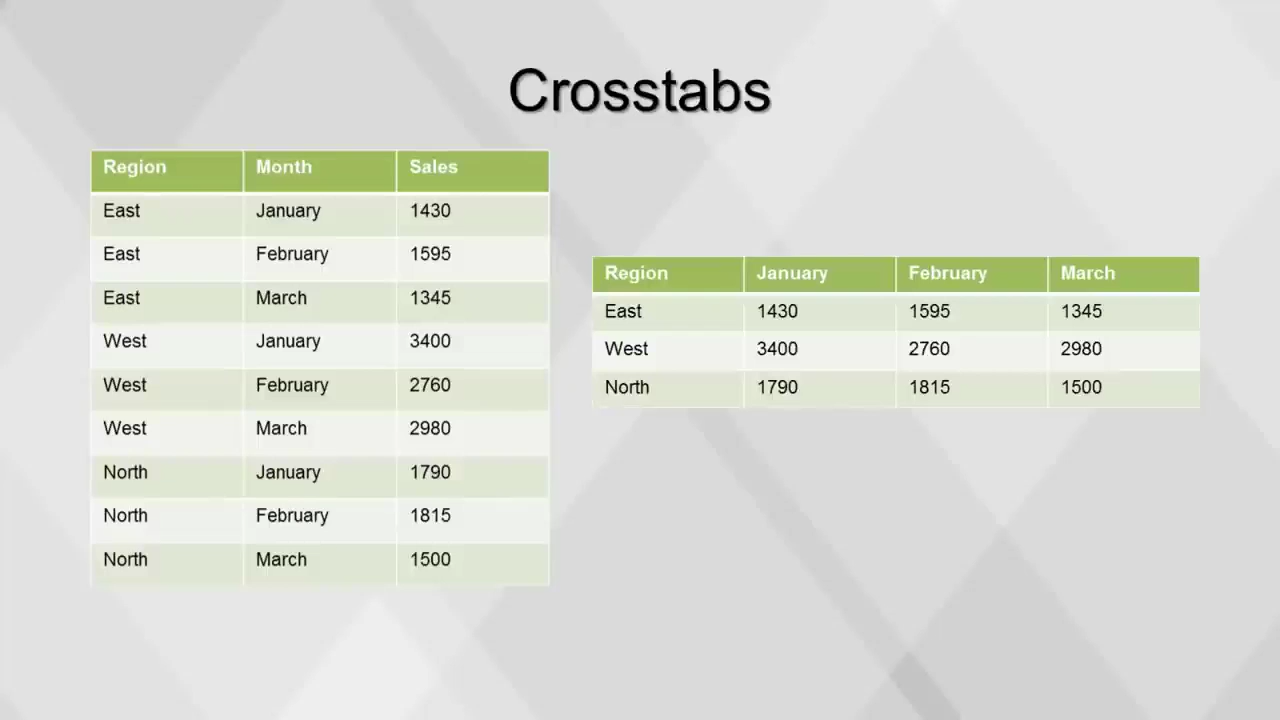 Crosstabs
Region Month Sales
East January 1430
East February 1595
East March 1345
West January 3400
West February 2760
West March 2980
North January 1790
North February 1815
North March 1500
Region January February March
East 1430 1595 1345
West 3400 2760 2980
North 1790 1815 1500